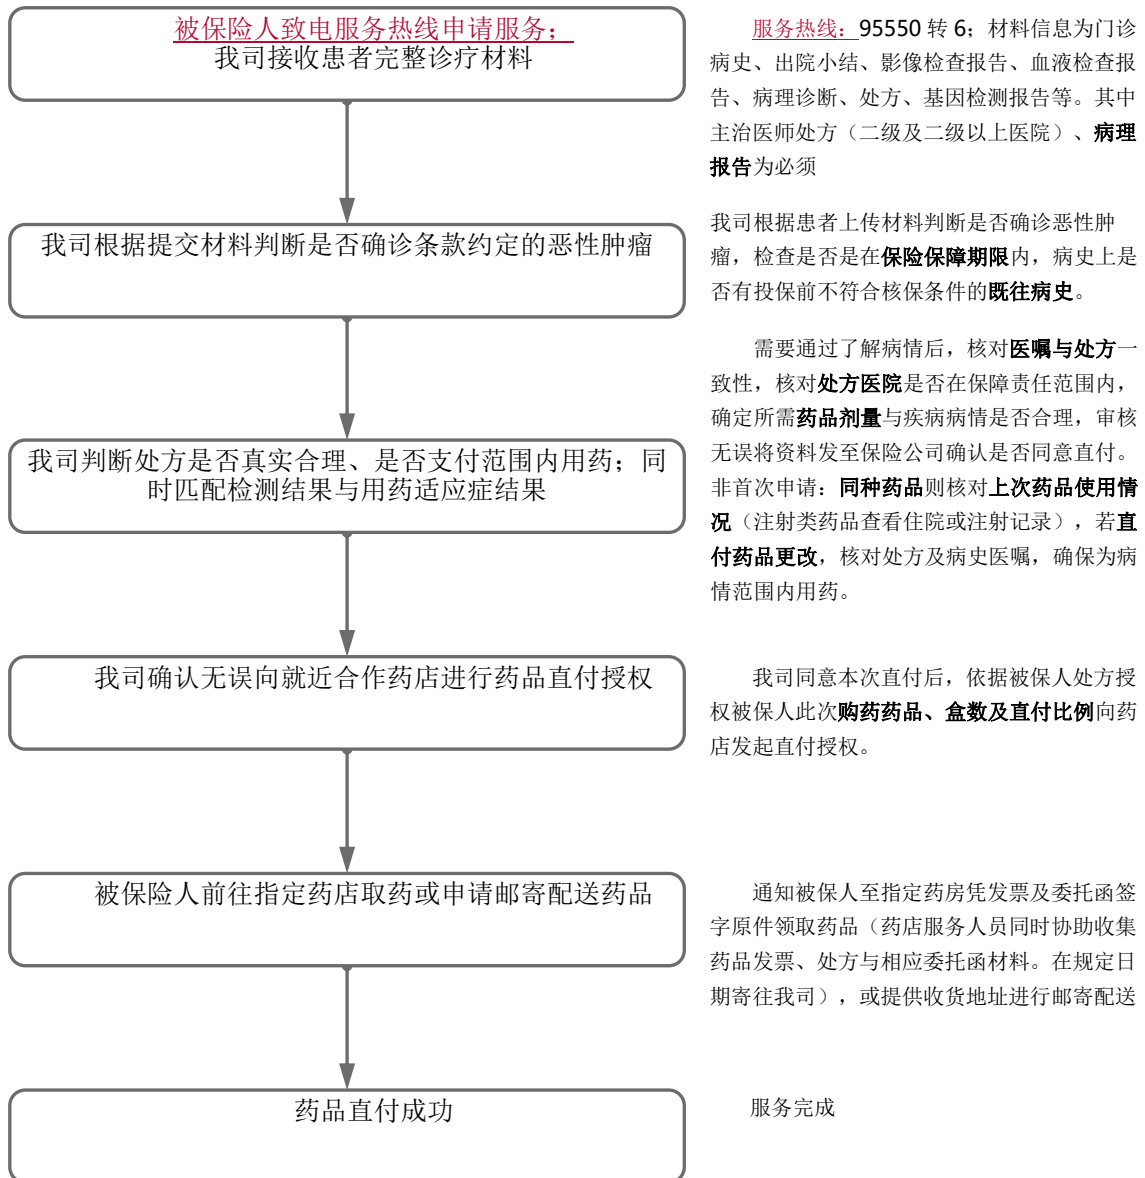 被保险人致电服务热线申请服务；
我司接收患者完整诊疗材料
服务热线：95550 转 6；材料信息为门诊
病史、出院小结、影像检查报告、血液检查报
告、病理诊断、处方、基因检测报告等。其中
主治医师处方（二级及二级以上医院）、病理
报告为必须
我司根据提交材料判断是否确诊条款约定的恶性肿瘤
我司根据患者上传材料判断是否确诊恶性肿
瘤，检查是否是在保险保障期限内，病史上是
否有投保前不符合核保条件的既往病史。
我司判断处方是否真实合理、是否支付范围内用药；同
时匹配检测结果与用药适应症结果
需要通过了解病情后，核对医嘱与处方一
致性，核对处方医院是否在保障责任范围内，
确定所需药品剂量与疾病病情是否合理，审核
无误将资料发至保险公司确认是否同意直付。
非首次申请：同种药品则核对上次药品使用情
况（注射类药品查看住院或注射记录），若直
付药品更改，核对处方及病史医嘱，确保为病
情范围内用药。
我司确认无误向就近合作药店进行药品直付授权
我司同意本次直付后，依据被保人处方授
权被保人此次购药药品、盒数及直付比例向药
店发起直付授权。
被保险人前往指定药店取药或申请邮寄配送药品
通知被保人至指定药房凭发票及委托函签
字原件领取药品（药店服务人员同时协助收集
药品发票、处方与相应委托函材料。在规定日
期寄往我司），或提供收货地址进行邮寄配送
药品直付成功
服务完成